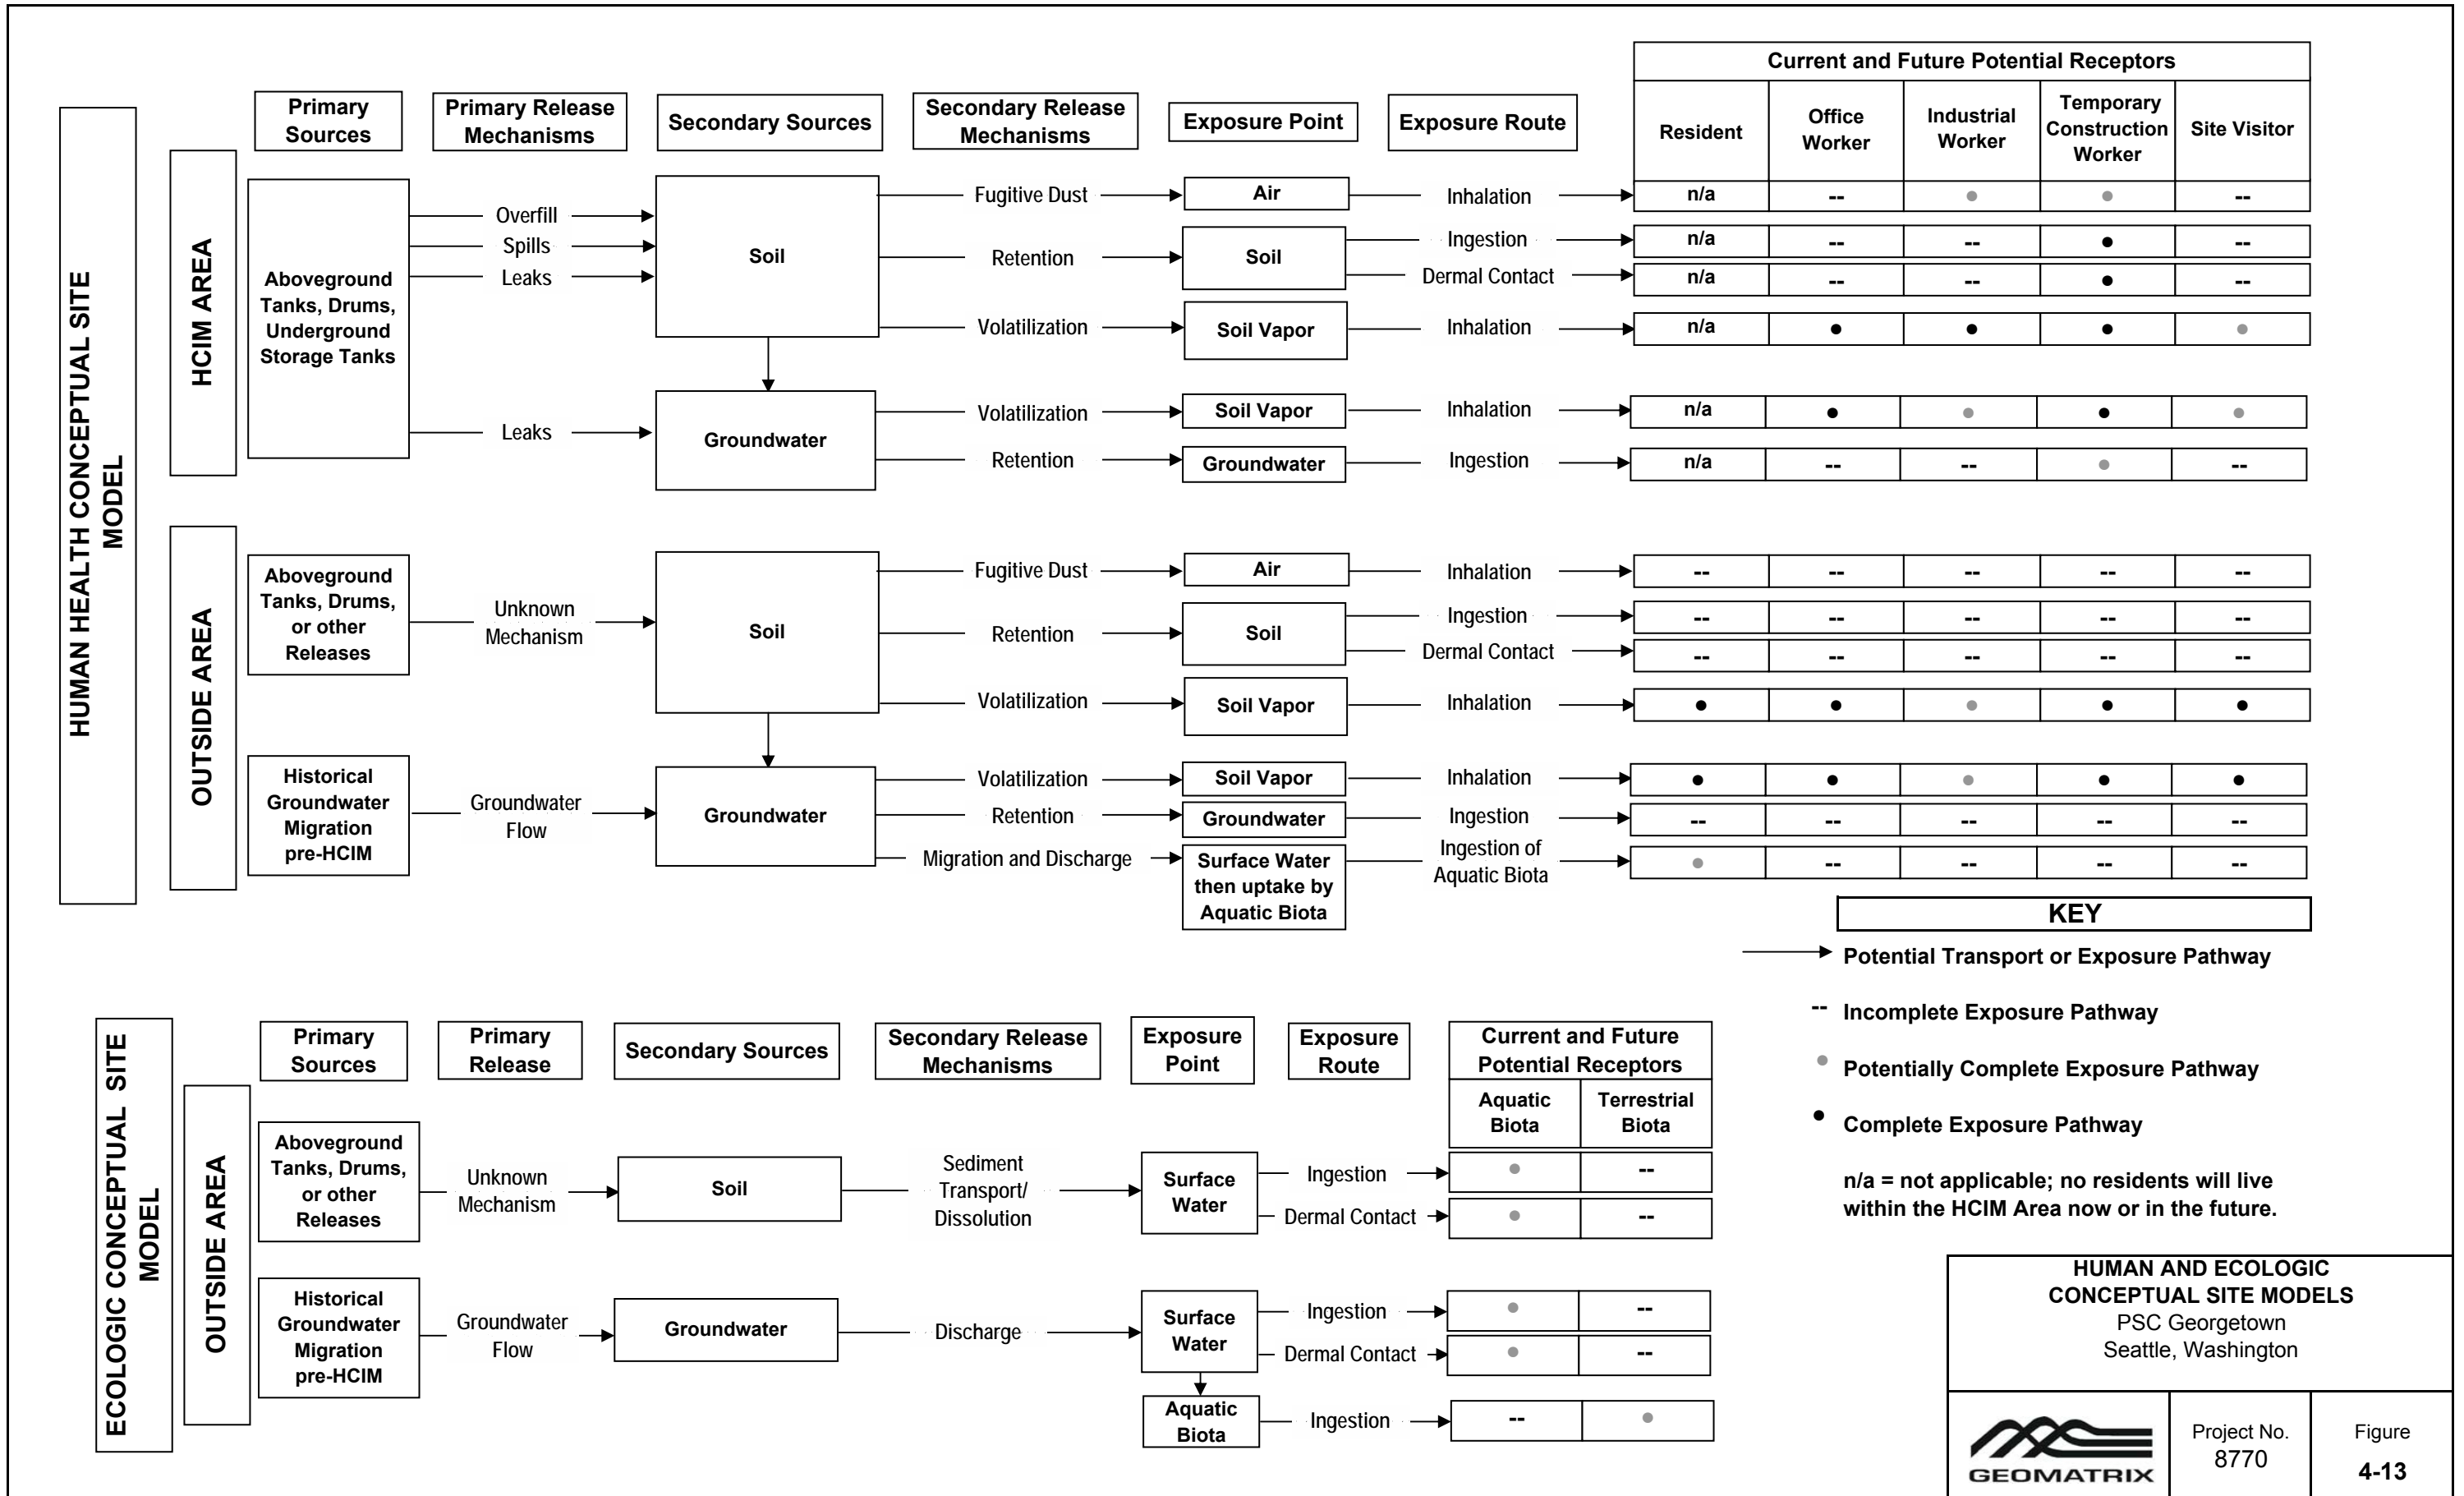 Current and Future Potential Receptors
Primary
Sources
Primary Release
Mechanisms
Secondary Sources
Secondary Release
Mechanisms
Exposure Point
Exposure Route
Resident
Office
Worker
Industrial
Worker
Temporary
Construction
Worker
Site Visitor
HUMAN HEALTH CONCEPTUAL SITE
MODEL
HCIM AREA
Aboveground
Tanks, Drums,
Underground
Storage Tanks
Overfill
Spills
Leaks
Leaks
Soil
Groundwater
Fugitive Dust
Air
Inhalation
n/a -- ● ● --
Retention
Soil
Ingestion
n/a -- -- ● --
Dermal Contact
n/a -- -- ● --
Volatilization
Soil Vapor
Inhalation
n/a ● ● ● ●
Volatilization
Soil Vapor
Inhalation
n/a ● ● ● ●
Retention
Groundwater
Ingestion
n/a -- -- ● --
OUTSIDE AREA
Aboveground
Tanks, Drums,
or other
Releases
Unknown
Mechanism
Soil
Fugitive Dust
Air
Inhalation
-- -- -- -- --
Retention
Soil
Ingestion
-- -- -- -- --
Dermal Contact
-- -- -- -- --
Volatilization
Soil Vapor
Inhalation
● ● ● ● ●
Historical
Groundwater
Migration
pre-HCIM
Groundwater
Flow
Groundwater
Volatilization
Soil Vapor
Inhalation
● ● ● ● ●
Retention
Groundwater
Ingestion
-- -- -- -- --
Migration and Discharge
Surface Water
then uptake by
Aquatic Biota
Ingestion of
Aquatic Biota
● -- -- -- --
KEY
Potential Transport or Exposure Pathway
-- Incomplete Exposure Pathway
● Potentially Complete Exposure Pathway
● Complete Exposure Pathway
n/a = not applicable; no residents will live
within the HCIM Area now or in the future.
ECOLOGIC CONCEPTUAL SITE
MODEL
OUTSIDE AREA
Primary
Sources
Primary
Release
Secondary Sources
Secondary Release
Mechanisms
Exposure
Point
Exposure
Route
Current and Future
Potential Receptors
Aquatic
Biota
Terrestrial
Biota
Aboveground
Tanks, Drums,
or other
Releases
Unknown
Mechanism
Soil
Sediment
Transport/
Dissolution
Surface
Water
Ingestion
● --
Dermal Contact
● --
Historical
Groundwater
Migration
pre-HCIM
Groundwater
Flow
Groundwater
Discharge
Surface
Water
Ingestion
● --
Dermal Contact
● --
Aquatic
Biota
Ingestion
-- ●
HUMAN AND ECOLOGIC
CONCEPTUAL SITE MODELS
PSC Georgetown
Seattle, Washington
GEOMATRIX
Project No.
8770
Figure
4-13